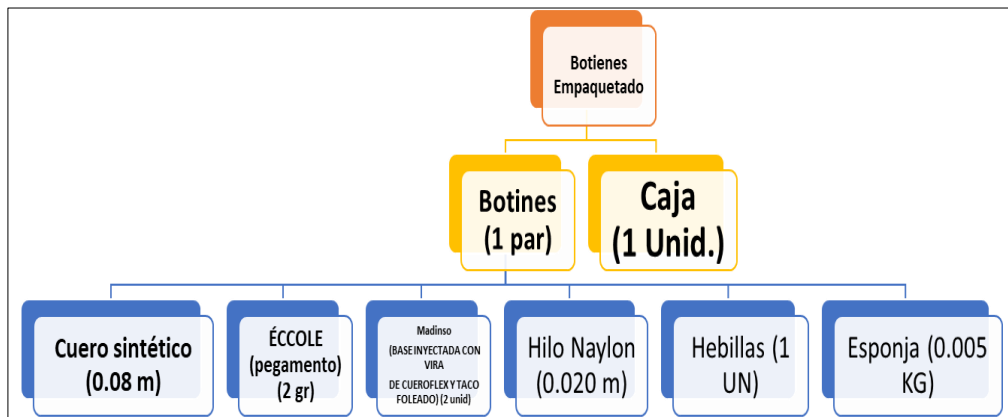 Botienes
Empaquetado
Botines
(1 par)
Caja
(1 Unid.)
Cuero sintético
(0.08 m)
ÉCCOLE
(pegamento)
(2 gr)
Madinso
(BASE INYECTADA CON
VIRA
DE CUEROFLEX Y TACO
FOLEADO) (2 unid)
Hilo Naylon
(0.020 m)
Hebillas (1
UN)
Esponja (0.005
KG)